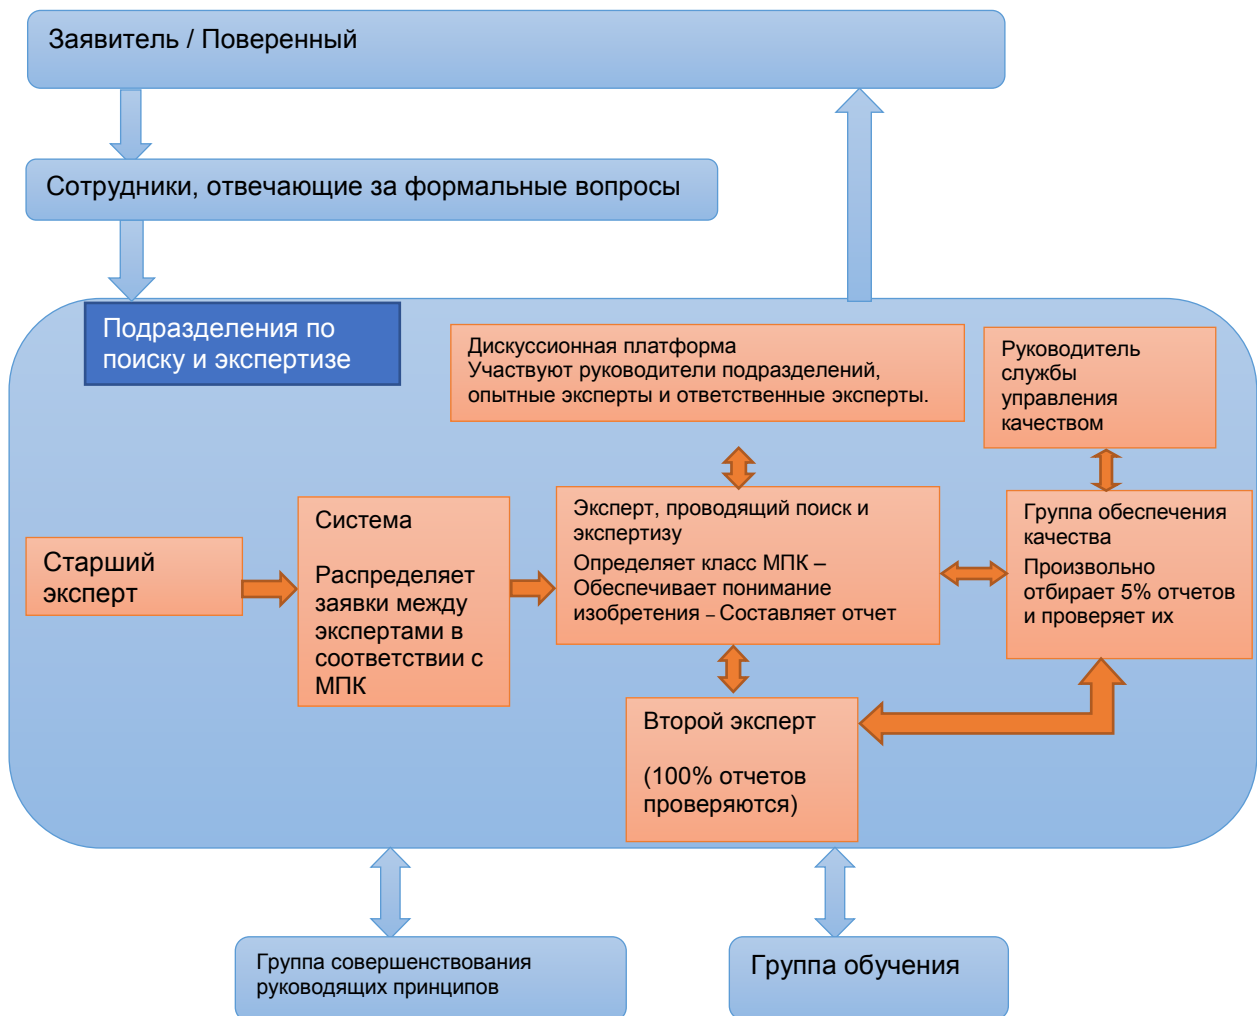 Заявитель / Поверенный
Сотрудники, отвечающие за формальные вопросы
Подразделения по
поиску и экспертизе
Дискуссионная платформа
Участвуют руководители подразделений,
опытные эксперты и ответственные эксперты.
Руководитель
службы
управления
качеством
Старший
эксперт
Система
Распределяет
заявки между
экспертами в
соответствии с
МПК
Эксперт, проводящий поиск и
экспертизу
Определяет класс МПК –
Обеспечивает понимание
изобретения – Составляет отчет
Группа обеспечения
качества
Произвольно
отбирает 5% отчетов
и проверяет их
Второй эксперт
(100% отчетов
проверяются)
Группа совершенствования
руководящих принципов
Группа обучения